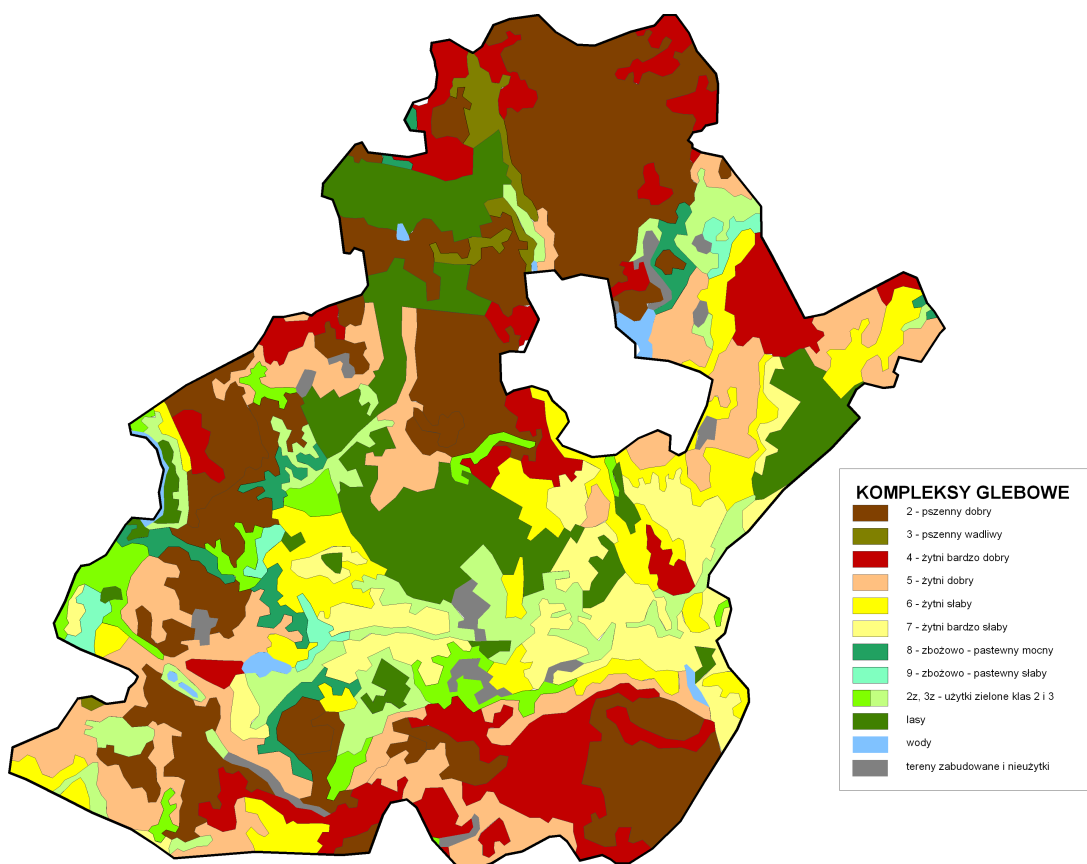 KOMPLEKSY GLEBOWE
2 - pszenny dobry
3 - pszenny wadliwy
4 - żytni bardzo dobry
5 - żytni dobry
6 - żytni słaby
7 - żytni bardzo słaby
8 - zbożowo - pastewny mocny
9 - zbożowo - pastewny słaby
2z, 3z - użytki zielone klas 2 i 3
lasy
wody
tereny zabudowane i nieużytki